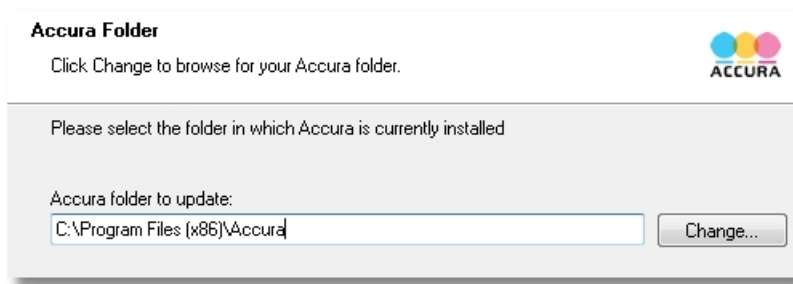 Accura Folder
Click Change to browse for your Accura folder.
ACCURA
Please select the folder in which Accura is currently installed
Accura folder to update:
C:\Program Files (x86)\Accura
Change...